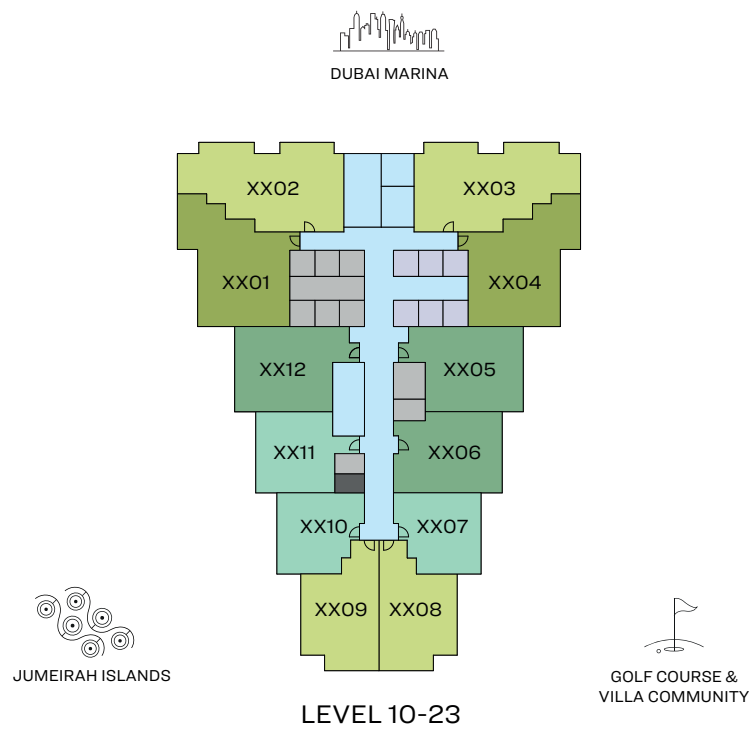 DUBAI MARINA
XX02
XX03
XX01
XX04
XX12
XX05
XX11
XX06
XX10
XX07
XX09
XX08
JUMEIRAH ISLANDS
GOLF COURSE &
VILLA COMMUNITY
LEVEL 10-23